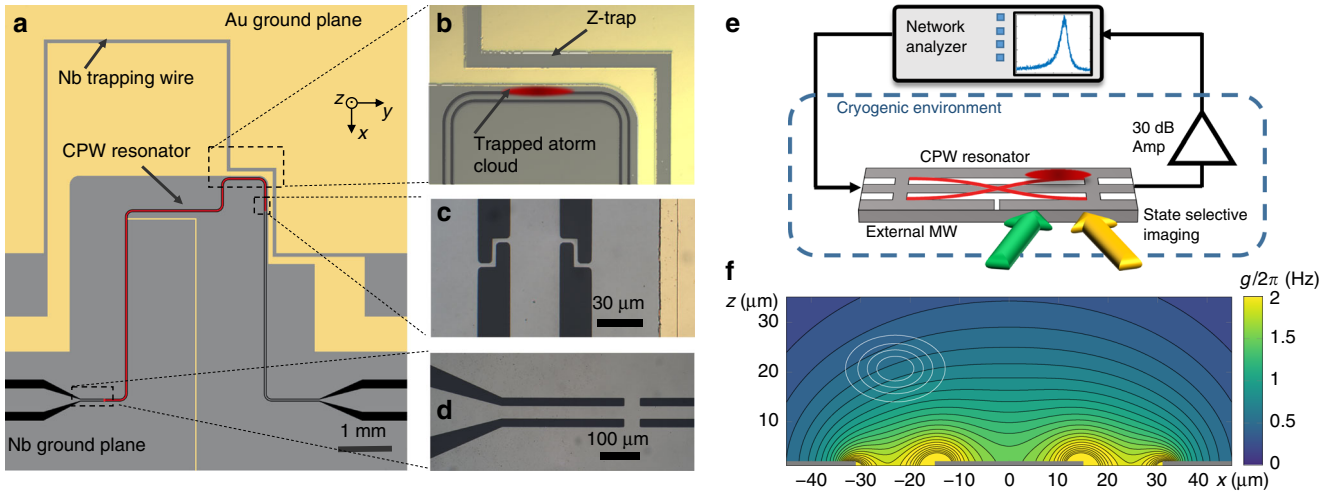 a
Au ground plane
Nb trapping wire
z
y
x
CPW resonator
Nb ground plane
1 mm
b
Z-trap
Trapped atorm
cloud
c
30 μm
d
100 μm
e
Network
analyzer
Cryogenic environment
30 dB
Amp
CPW resonator
External MW
State selective
imaging
f
z (μm)
g/2π (Hz)
30
20
10
2
1.5
1
0.5
0
−40 −30 −20 −10 0 10 20 30 x (μm) 40